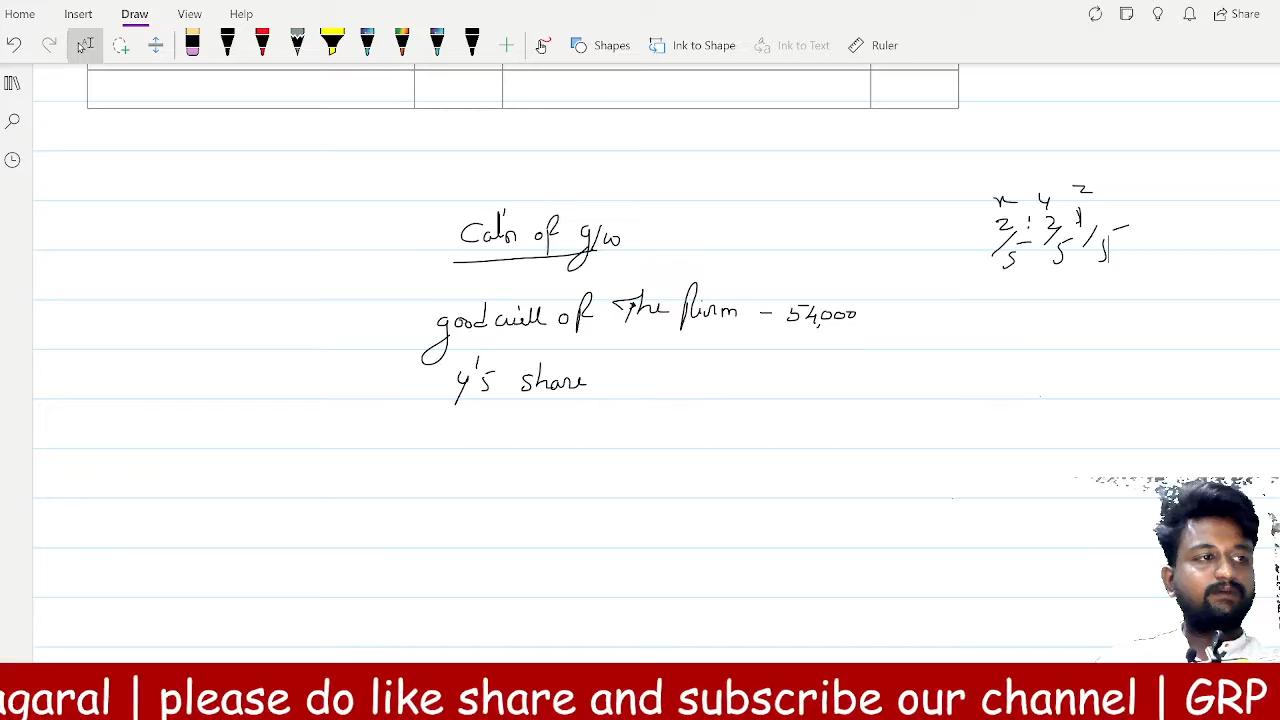 Home Insert Draw View Help Share
Shapes Ink to Shape Ink to Text Ruler
x y z
2 : 2 : 1
/5 /5 /5
Caln of g/w
goodwill of The firm - 54,000
y's share
agaral | please do like share and subscribe our channel | GRP